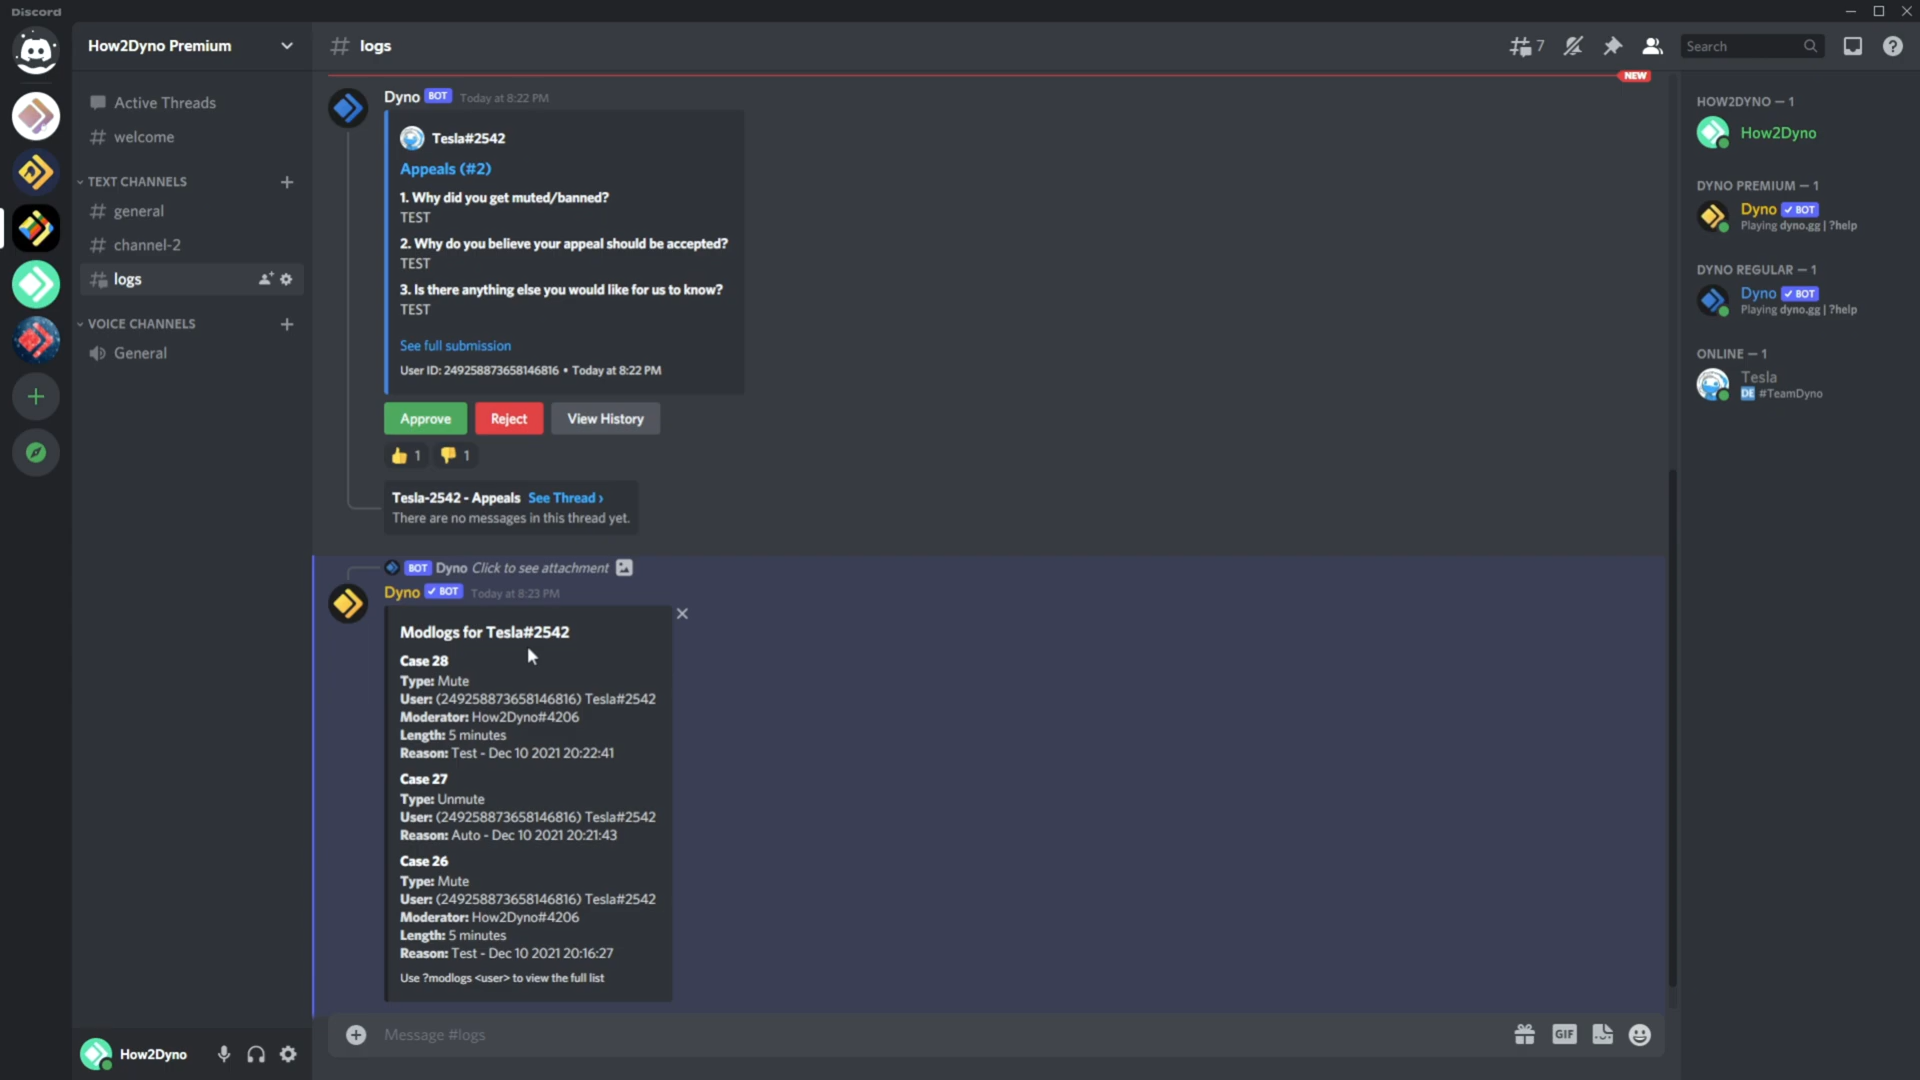 Discord
How2Dyno Premium
Active Threads
welcome
TEXT CHANNELS
general
channel-2
logs
VOICE CHANNELS
General
How2Dyno
logs
7
Search
NEW
Dyno BOT Today at 8:22 PM
Tesla#2542
Appeals (#2)
1. Why did you get muted/banned?
TEST
2. Why do you believe your appeal should be accepted?
TEST
3. Is there anything else you would like for us to know?
TEST
See full submission
User ID: 249258873658146816 • Today at 8:22 PM
Approve Reject View History
1 1
Tesla-2542 - Appeals See Thread ›
There are no messages in this thread yet.
BOT Dyno Click to see attachment
Dyno ✓ BOT Today at 8:23 PM
Modlogs for Tesla#2542
Case 28
Type: Mute
User: (249258873658146816) Tesla#2542
Moderator: How2Dyno#4206
Length: 5 minutes
Reason: Test - Dec 10 2021 20:22:41
Case 27
Type: Unmute
User: (249258873658146816) Tesla#2542
Reason: Auto - Dec 10 2021 20:21:43
Case 26
Type: Mute
User: (249258873658146816) Tesla#2542
Moderator: How2Dyno#4206
Length: 5 minutes
Reason: Test - Dec 10 2021 20:16:27
Use ?modlogs <user> to view the full list
Message #logs
GIF
HOW2DYNO — 1
How2Dyno
DYNO PREMIUM — 1
Dyno ✓ BOT
Playing dyno.gg | ?help
DYNO REGULAR — 1
Dyno ✓ BOT
Playing dyno.gg | ?help
ONLINE — 1
Tesla
DE #TeamDyno